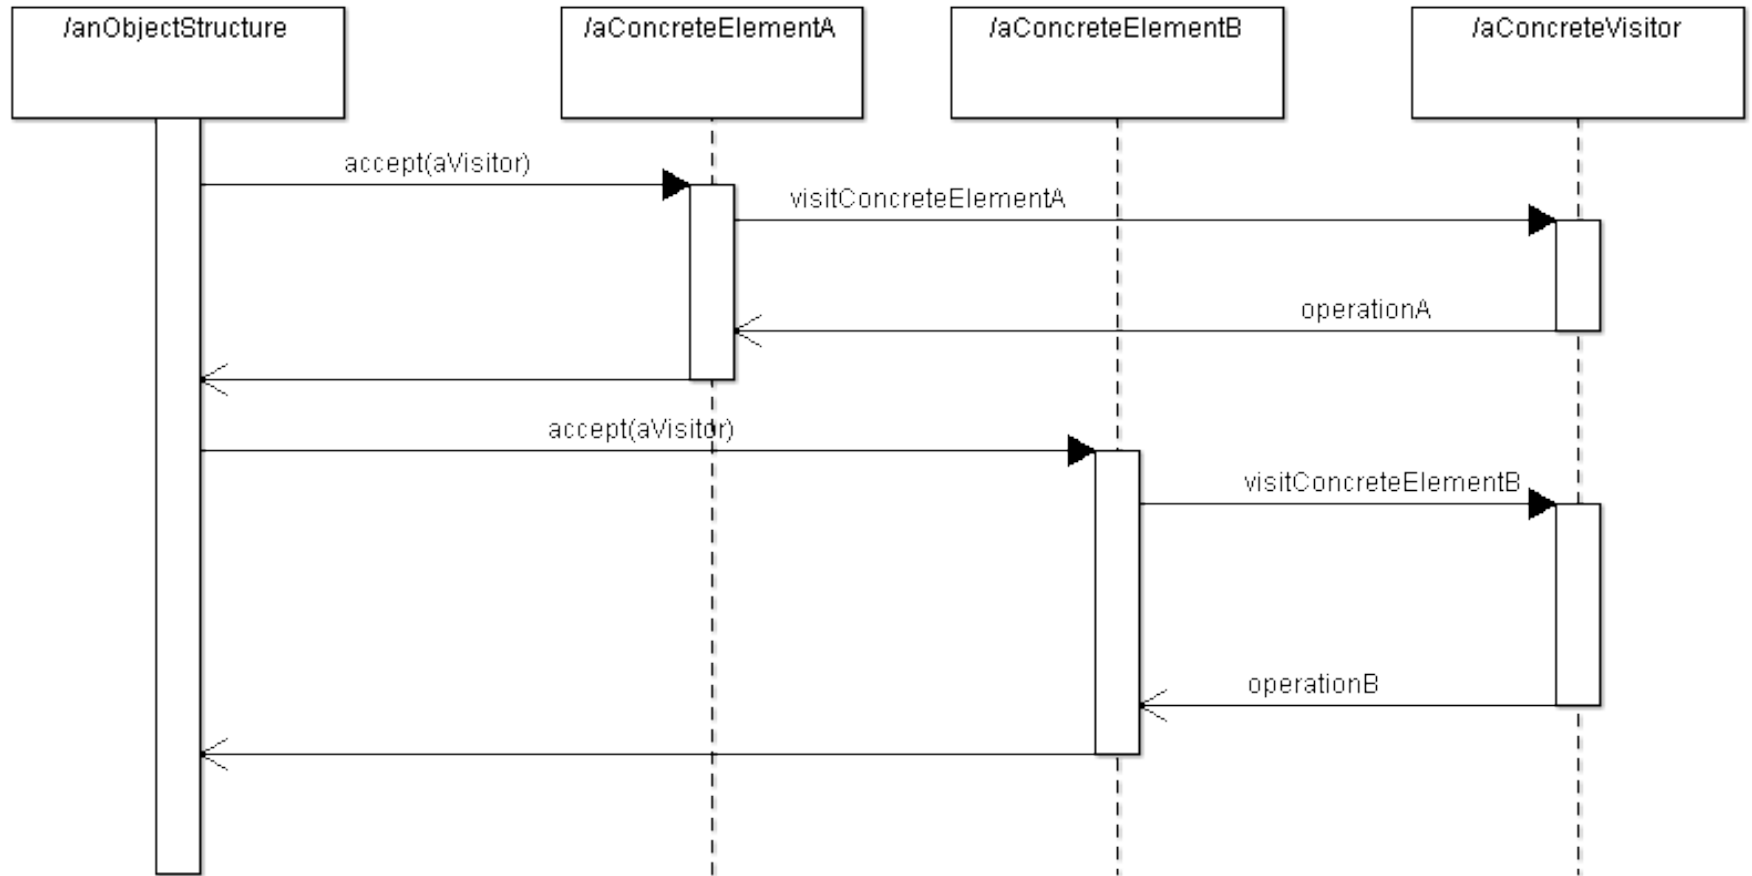 /anObjectStructure
/aConcreteElementA
/aConcreteElementB
/aConcreteVisitor
accept(aVisitor)
visitConcreteElementA
operationA
accept(aVisitor)
visitConcreteElementB
operationB